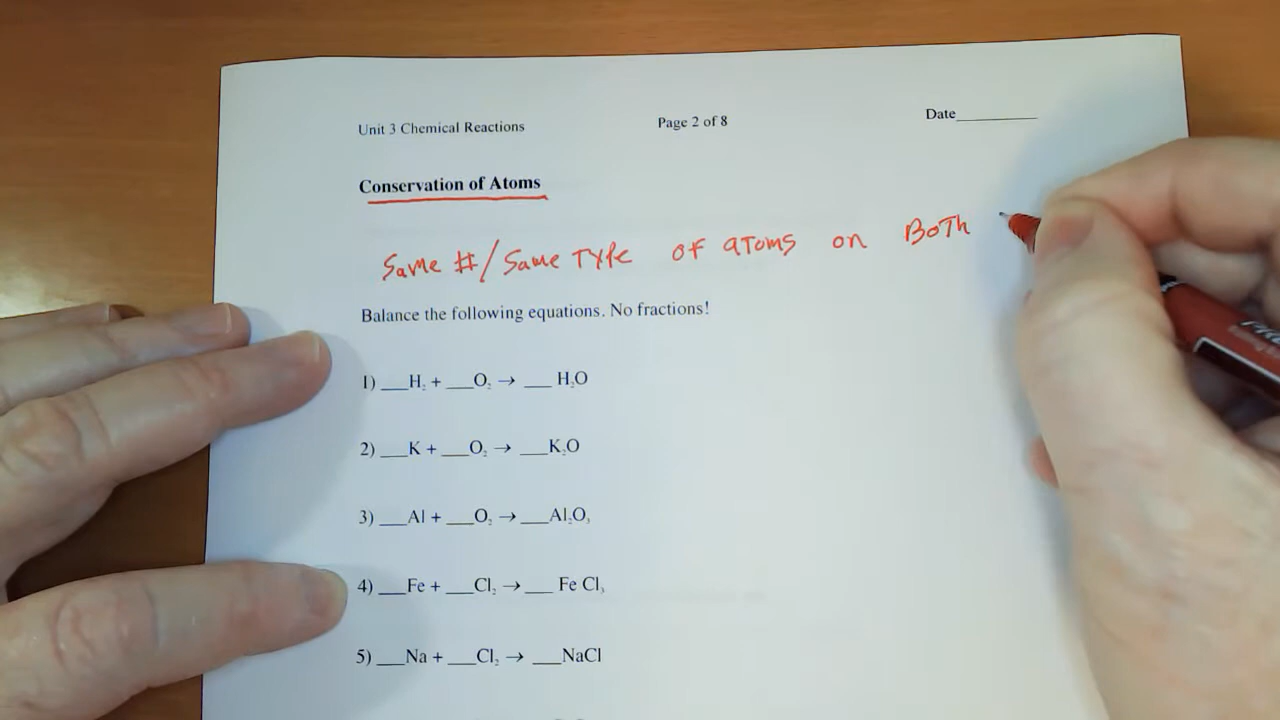 Unit 3 Chemical Reactions Page 2 of 8 Date__________
Conservation of Atoms
Same #/Same TYPe OF aToms on BoTh
Balance the following equations. No fractions!
1) ___H₂ + ___O₂ → ___ H₂O
2) ___K + ___O₂ → ___K₂O
3) ___Al + ___O₂ → ___Al₂O₃
4) ___Fe + ___Cl₂ → ___ Fe Cl₃
5) ___Na + ___Cl₂ → ___NaCl